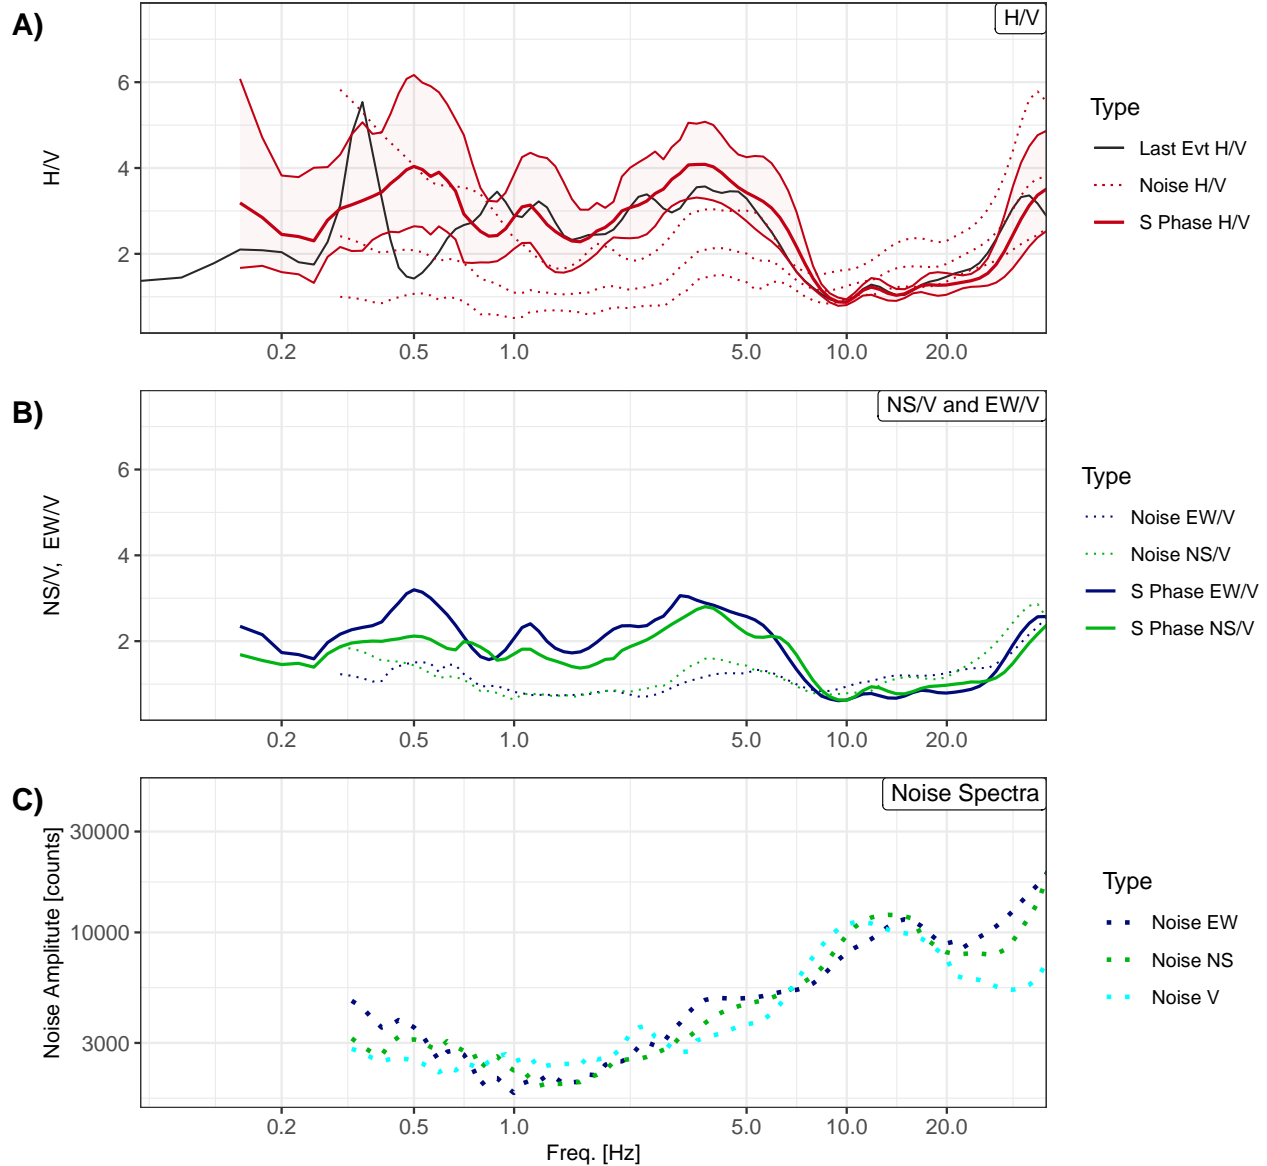 A)
H/V
H/V
6
4
2
0.2 0.5 1.0 5.0 10.0 20.0
Type
Last Evt H/V
Noise H/V
S Phase H/V
B)
NS/V and EW/V
NS/V, EW/V
6
4
2
0.2 0.5 1.0 5.0 10.0 20.0
Type
Noise EW/V
Noise NS/V
S Phase EW/V
S Phase NS/V
C)
Noise Spectra
Noise Amplitute [counts]
30000
10000
3000
0.2 0.5 1.0 5.0 10.0 20.0
Freq. [Hz]
Type
Noise EW
Noise NS
Noise V